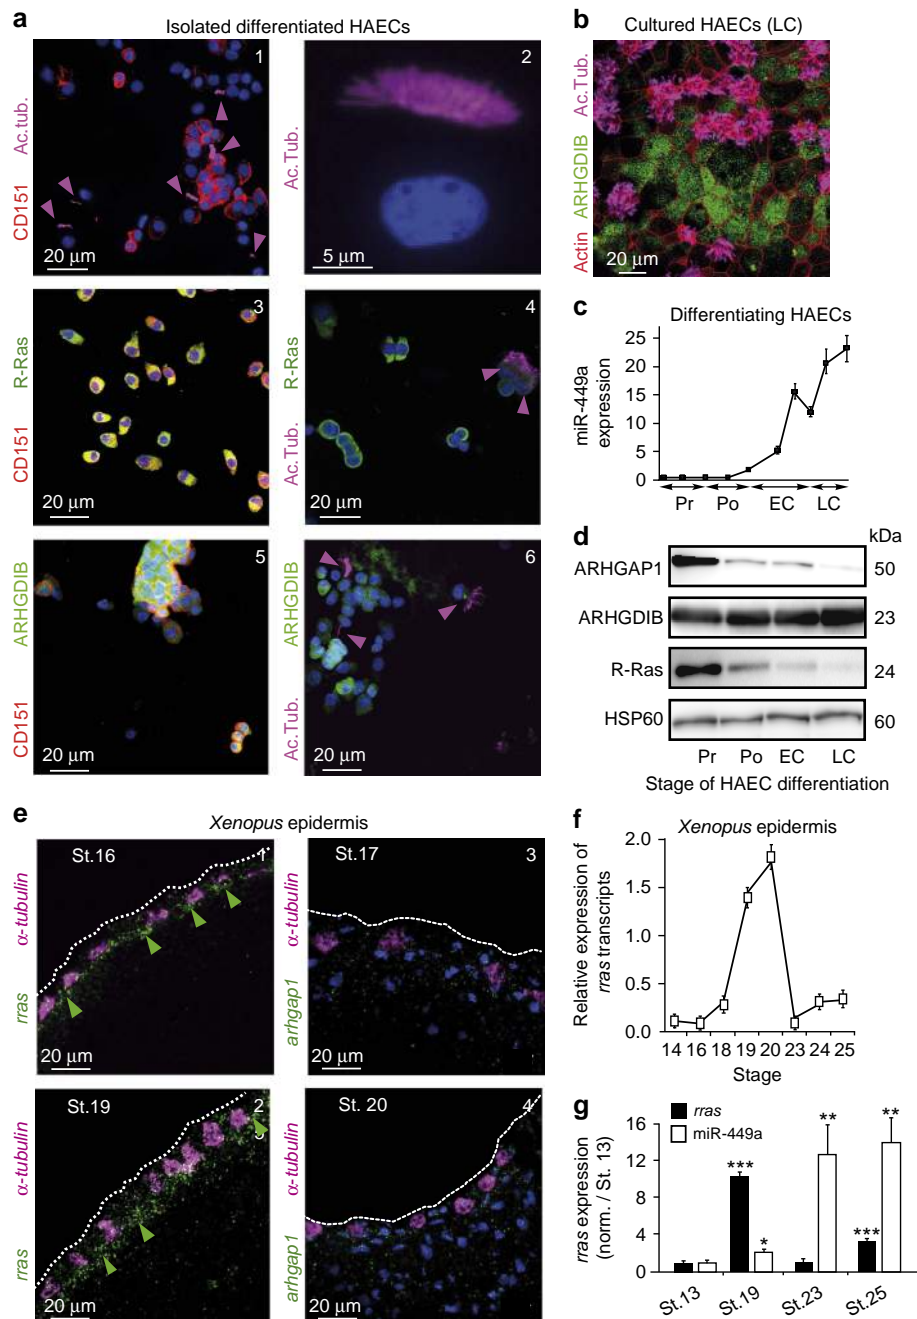 a
Isolated differentiated HAECs
CD151 Ac.tub.
1
20 µm
Ac.Tub.
2
5 µm
b
Cultured HAECs (LC)
Actin ARHGDIB Ac.Tub.
20 µm
CD151 R-Ras
3
20 µm
Ac.Tub. R-Ras
4
20 µm
CD151 ARHGDIB
5
20 µm
Ac.Tub. ARHGDIB
6
20 µm
c
Differentiating HAECs
miR-449a
expression
25
20
15
10
5
0
Pr Po EC LC
d
kDa
ARHGAP1 50
ARHGDIB 23
R-Ras 24
HSP60 60
Pr Po EC LC
Stage of HAEC differentiation
e
Xenopus epidermis
rras α-tubulin
St.16
1
20 µm
arhgap1 α-tubulin
St.17
3
20 µm
rras α-tubulin
St.19
2
20 µm
arhgap1 α-tubulin
St. 20
4
20 µm
f
Xenopus epidermis
Relative expression of
rras transcripts
2.0
1.5
1.0
0.5
0.0
14 16 18 19 20 23 24 25
Stage
g
rras
miR-449a
rras expression
(norm. / St. 13)
16
12
8
4
0
*** * ** *** **
St.13 St.19 St.23 St.25